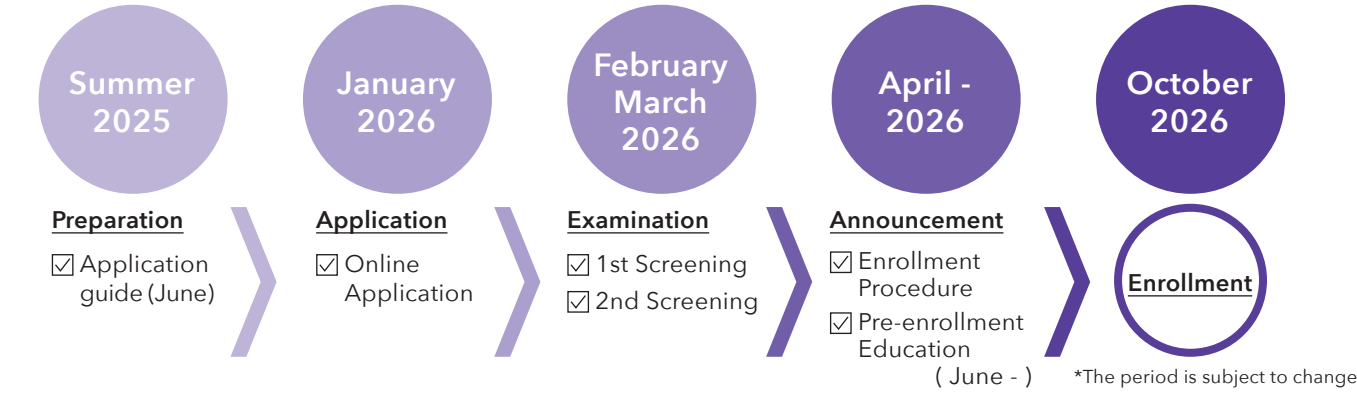 Summer
2025
January
2026
February
March
2026
April -
2026
October
2026
Preparation
Application
guide (June)
Application
Online
Application
Examination
1st Screening
2nd Screening
Announcement
Enrollment
Procedure
Pre-enrollment
Education
( June - )
Enrollment
*The period is subject to change